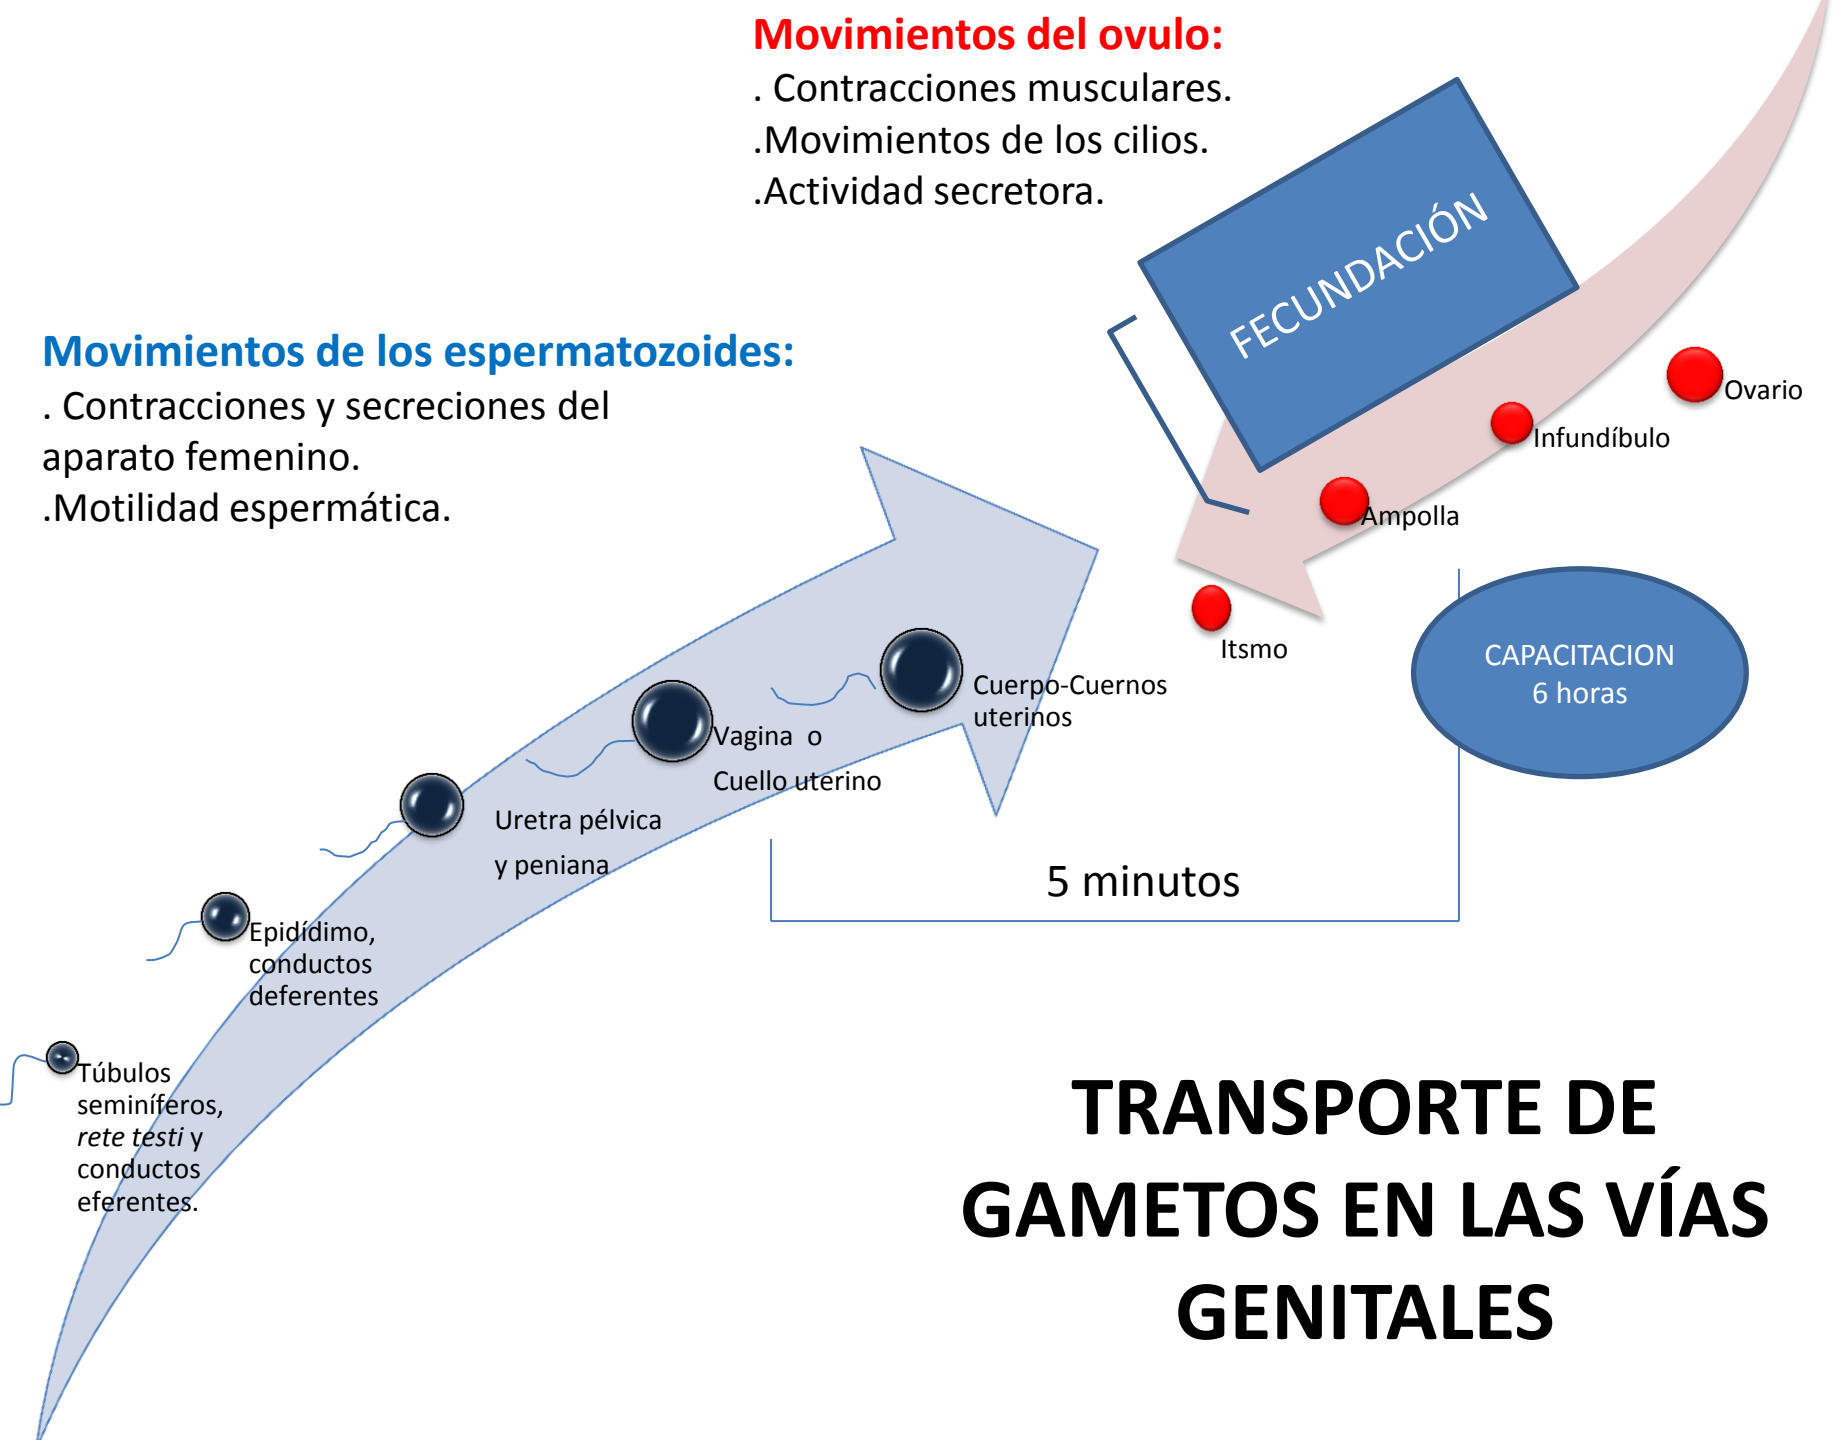 Movimientos del ovulo:
. Contracciones musculares.
.Movimientos de los cilios.
.Actividad secretora.
FECUNDACIÓN
Movimientos de los espermatozoides:
. Contracciones y secreciones del
aparato femenino.
.Motilidad espermática.
Ovario
Infundíbulo
Ampolla
Itsmo
CAPACITACION
6 horas
Cuerpo-Cuernos
uterinos
Vagina o
Cuello uterino
Uretra pélvica
y peniana
5 minutos
Epidídimo,
conductos
deferentes
Túbulos
seminíferos,
rete testi y
conductos
eferentes.
TRANSPORTE DE
GAMETOS EN LAS VÍAS
GENITALES